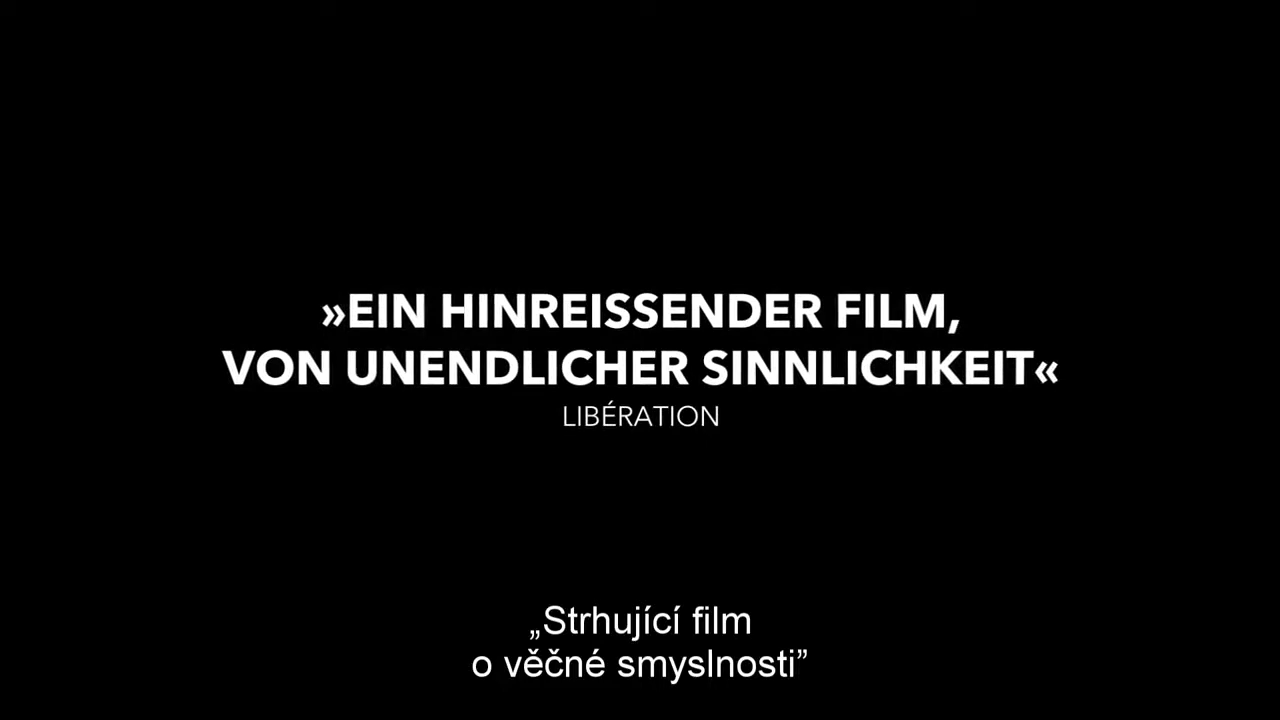 »EIN HINREISSENDER FILM,
VON UNENDLICHER SINNLICHKEIT«
LIBÉRATION
„Strhující film
o věčné smyslnosti”